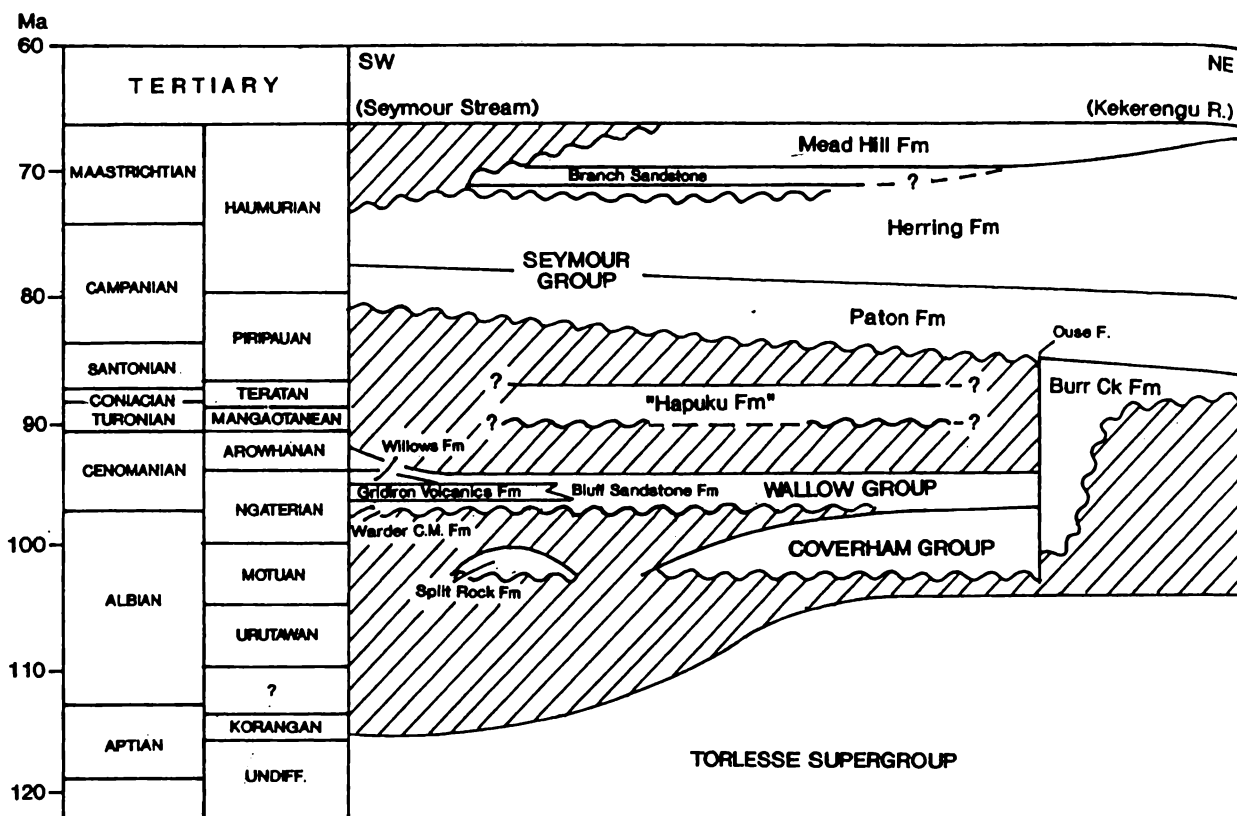 Ma
60
70
80
90
100
110
120
TERTIARY
MAASTRICHTIAN
CAMPANIAN
SANTONIAN
CONIACIAN
TURONIAN
CENOMANIAN
ALBIAN
APTIAN
HAUMURIAN
PIRIPAUAN
TERATAN
MANGAOTANEAN
AROWHANAN
NGATERIAN
MOTUAN
URUTAWAN
?
KORANGAN
UNDIFF.
SW
NE
(Seymour Stream)
(Kekerengu R.)
Mead Hill Fm
Branch Sandstone
?
Herring Fm
SEYMOUR
GROUP
Paton Fm
Ouse F.
?
?
Burr Ck Fm
"Hapuku Fm"
?
?
Willows Fm
Gridiron Volcanics Fm
Bluff Sandstone Fm
WALLOW GROUP
Warder C.M. Fm
COVERHAM GROUP
Split Rock Fm
TORLESSE SUPERGROUP